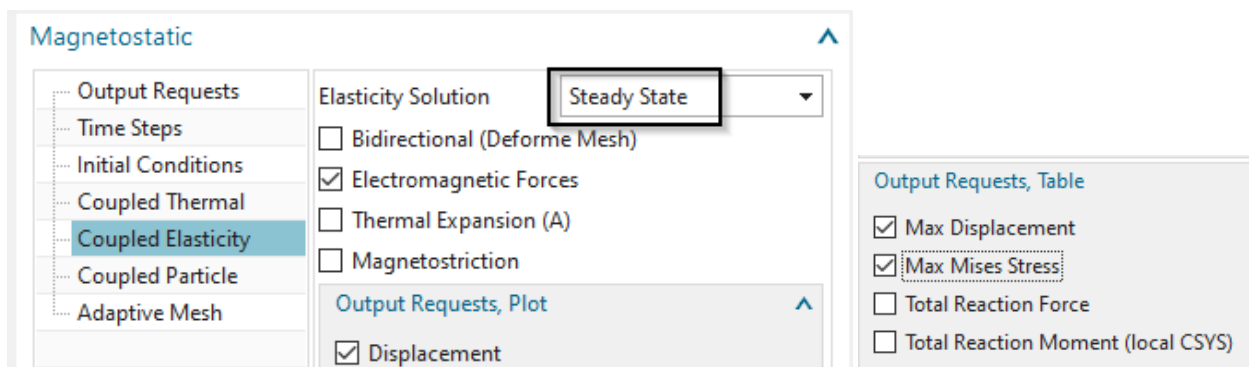 Magnetostatic
Output Requests
Time Steps
Initial Conditions
Coupled Thermal
Coupled Elasticity
Coupled Particle
Adaptive Mesh
Elasticity Solution Steady State
Bidirectional (Deforme Mesh)
Electromagnetic Forces
Thermal Expansion (A)
Magnetostriction
Output Requests, Plot
Displacement
Output Requests, Table
Max Displacement
Max Mises Stress
Total Reaction Force
Total Reaction Moment (local CSYS)